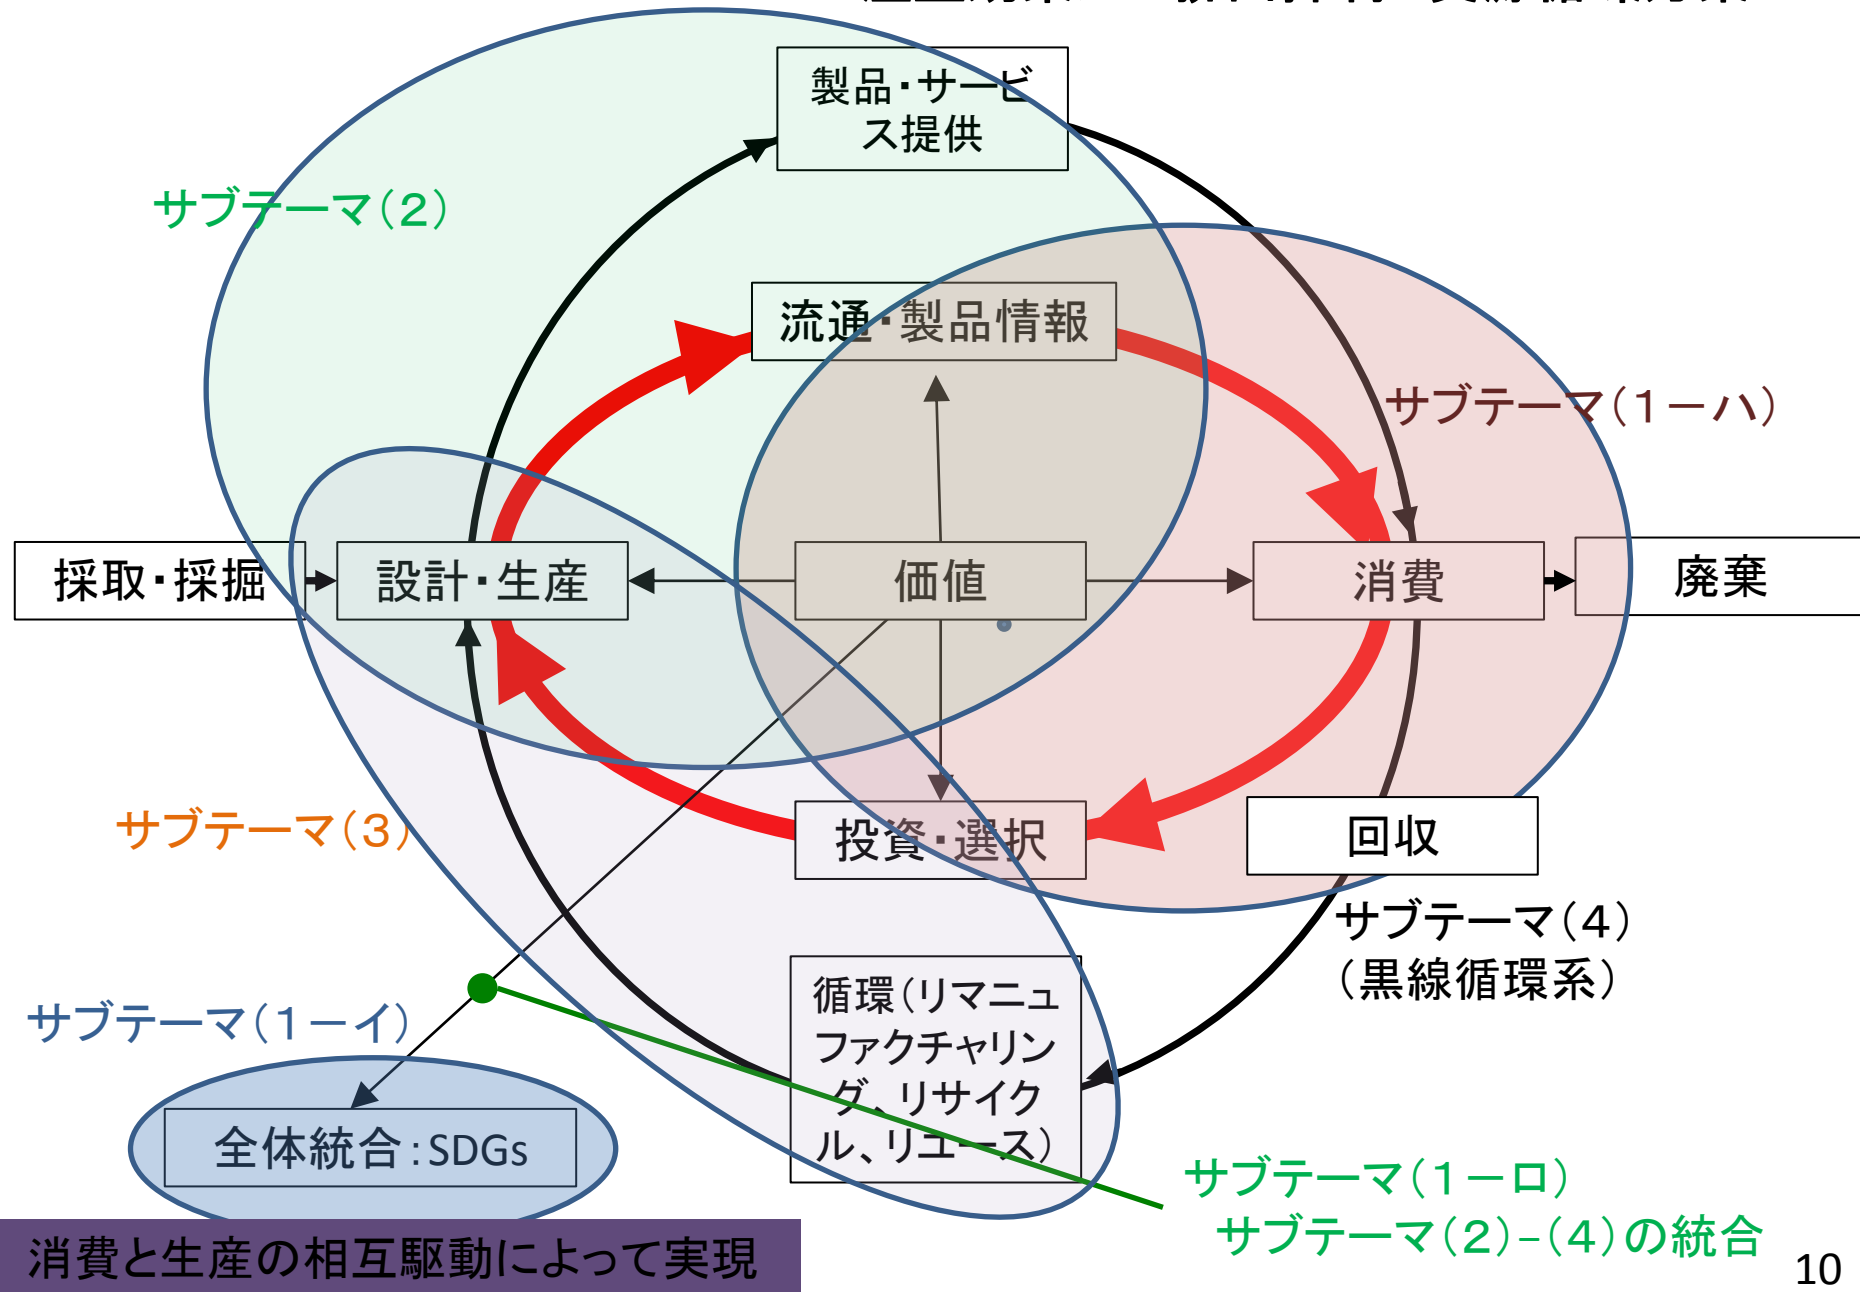 製品・サービ
ス提供
サブテーマ(2)
流通・製品情報
サブテーマ(1-ハ)
採取・採掘
設計・生産
価値
消費
廃棄
サブテーマ(3)
投資・選択
回収
サブテーマ(4)
(黒線循環系)
循環(リマニュ
ファクチャリン
グ、リサイク
ル、リユース)
サブテーマ(1-イ)
全体統合:SDGs
サブテーマ(1-ロ)
サブテーマ(2)-(4)の統合
消費と生産の相互駆動によって実現
10